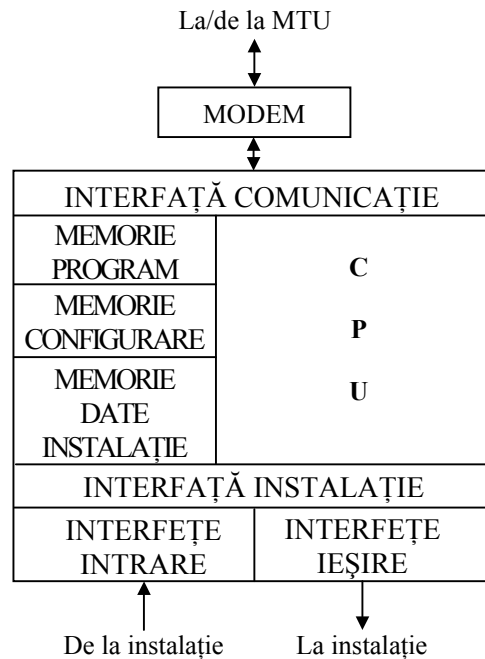 La/de la MTU
MODEM
INTERFAȚĂ COMUNICAȚIE
MEMORIE
PROGRAM
MEMORIE
CONFIGURARE
MEMORIE
DATE
INSTALAȚIE
C
P
U
INTERFAȚĂ INSTALAȚIE
INTERFEȚE
INTRARE
INTERFEȚE
IEŞIRE
De la instalație
La instalație